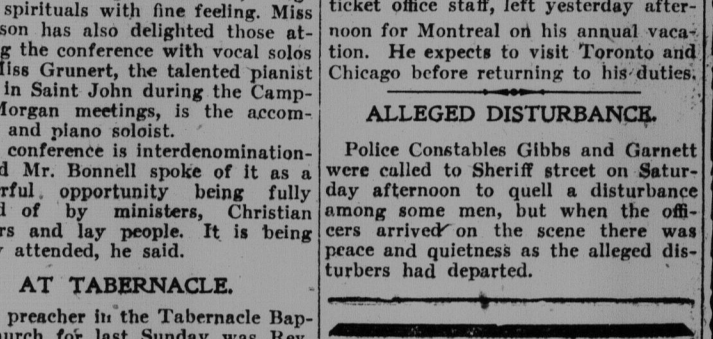 spirituals with fine feeling. Miss
son has also delighted those at-
g the conference with vocal solos
Miss Grunert, the talented pianist
in Saint John during the Camp-
Morgan meetings, is the accom-
and piano soloist.
conference is interdenomination-
d Mr. Bonnell spoke of it as a
rful opportunity being fully
d of by ministers, Christian
rs and lay people. It is being
attended, he said.
AT TABERNACLE.
preacher in the Tabernacle Bap-
urch for last Sunday was Rev.
ticket office staff, left yesterday after-
noon for Montreal on his annual vaca-
tion. He expects to visit Toronto and
Chicago before returning to his duties.
ALLEGED DISTURBANCE.
Police Constables Gibbs and Garnett
were called to Sheriff street on Satur-
day afternoon to quell a disturbance
among some men, but when the offi-
cers arrived on the scene there was
peace and quietness as the alleged dis-
turbers had departed.